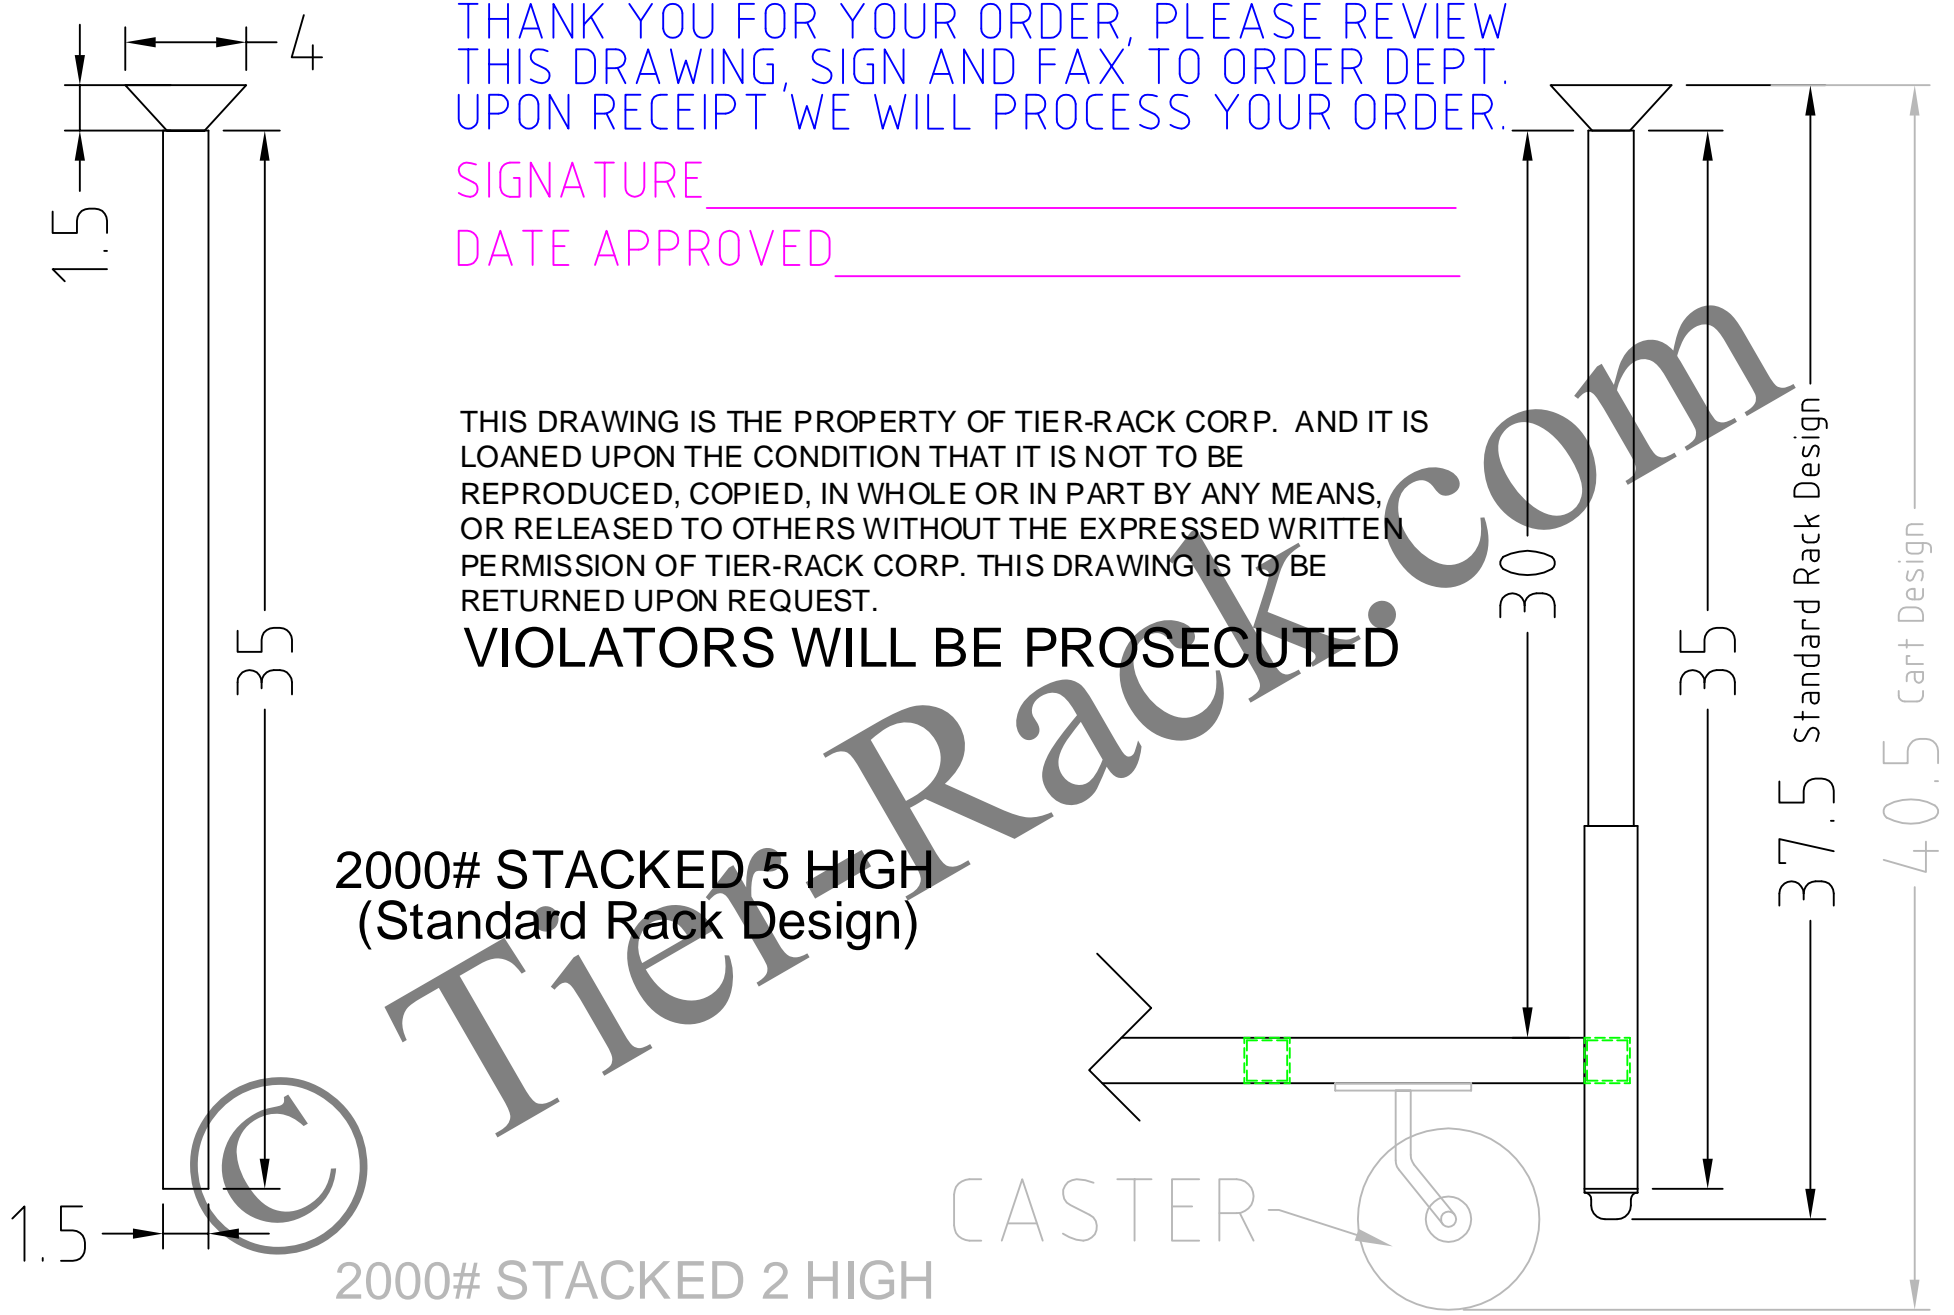 THANK YOU FOR YOUR ORDER, PLEASE REVIEW
THIS DRAWING, SIGN AND FAX TO ORDER DEPT.
UPON RECEIPT WE WILL PROCESS YOUR ORDER.
SIGNATURE
DATE APPROVED
4
1.5
35
1.5
THIS DRAWING IS THE PROPERTY OF TIER-RACK CORP. AND IT IS
LOANED UPON THE CONDITION THAT IT IS NOT TO BE
REPRODUCED, COPIED, IN WHOLE OR IN PART BY ANY MEANS,
OR RELEASED TO OTHERS WITHOUT THE EXPRESSED WRITTEN
PERMISSION OF TIER-RACK CORP. THIS DRAWING IS TO BE
RETURNED UPON REQUEST.
VIOLATORS WILL BE PROSECUTED
2000# STACKED 5 HIGH
(Standard Rack Design)
2000# STACKED 2 HIGH
CASTER
30
35
37.5 Standard Rack Design
40.5 Cart Design
© Tier-Rack.com